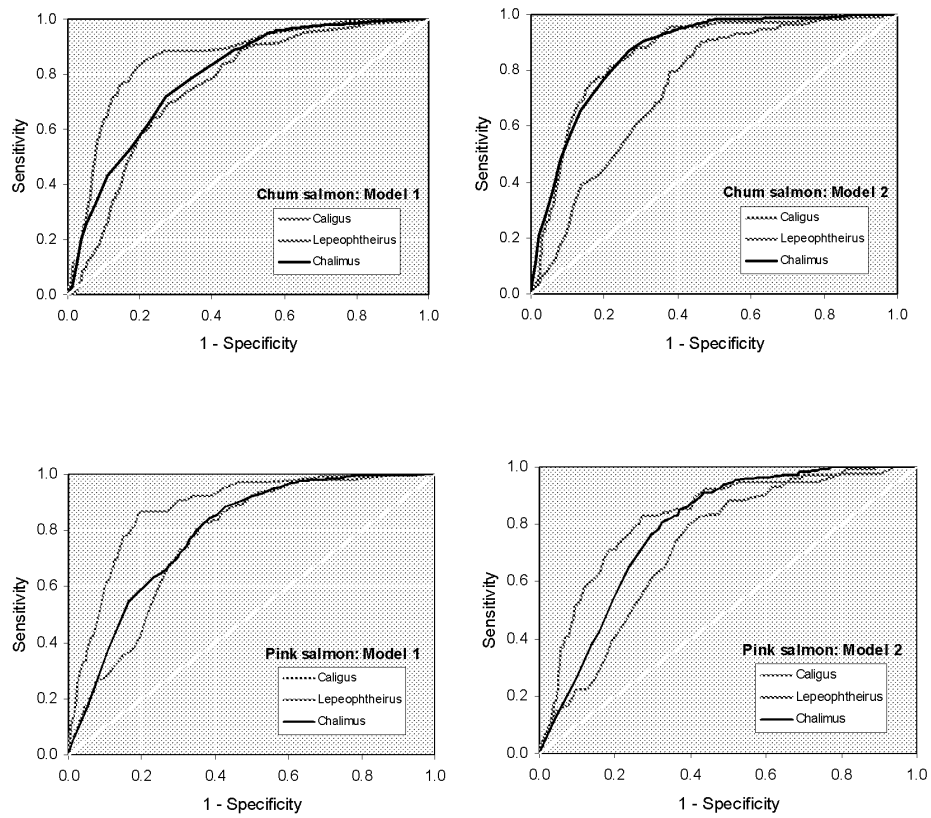 1.0
0.8
0.6
0.4
0.2
0.0
Sensitivity
Chum salmon: Model 1
Caligus
Lepeophtheirus
Chalimus
0.0 0.2 0.4 0.6 0.8 1.0
1 - Specificity
1.0
0.8
0.6
0.4
0.2
0.0
Sensitivity
Chum salmon: Model 2
Caligus
Lepeophtheirus
Chalimus
0.0 0.2 0.4 0.6 0.8 1.0
1 - Specificity
1.0
0.8
0.6
0.4
0.2
0.0
Sensitivity
Pink salmon: Model 1
Caligus
Lepeophtheirus
Chalimus
0.0 0.2 0.4 0.6 0.8 1.0
1 - Specificity
1.0
0.8
0.6
0.4
0.2
0.0
Sensitivity
Pink salmon: Model 2
Caligus
Lepeophtheirus
Chalimus
0.0 0.2 0.4 0.6 0.8 1.0
1 - Specificity